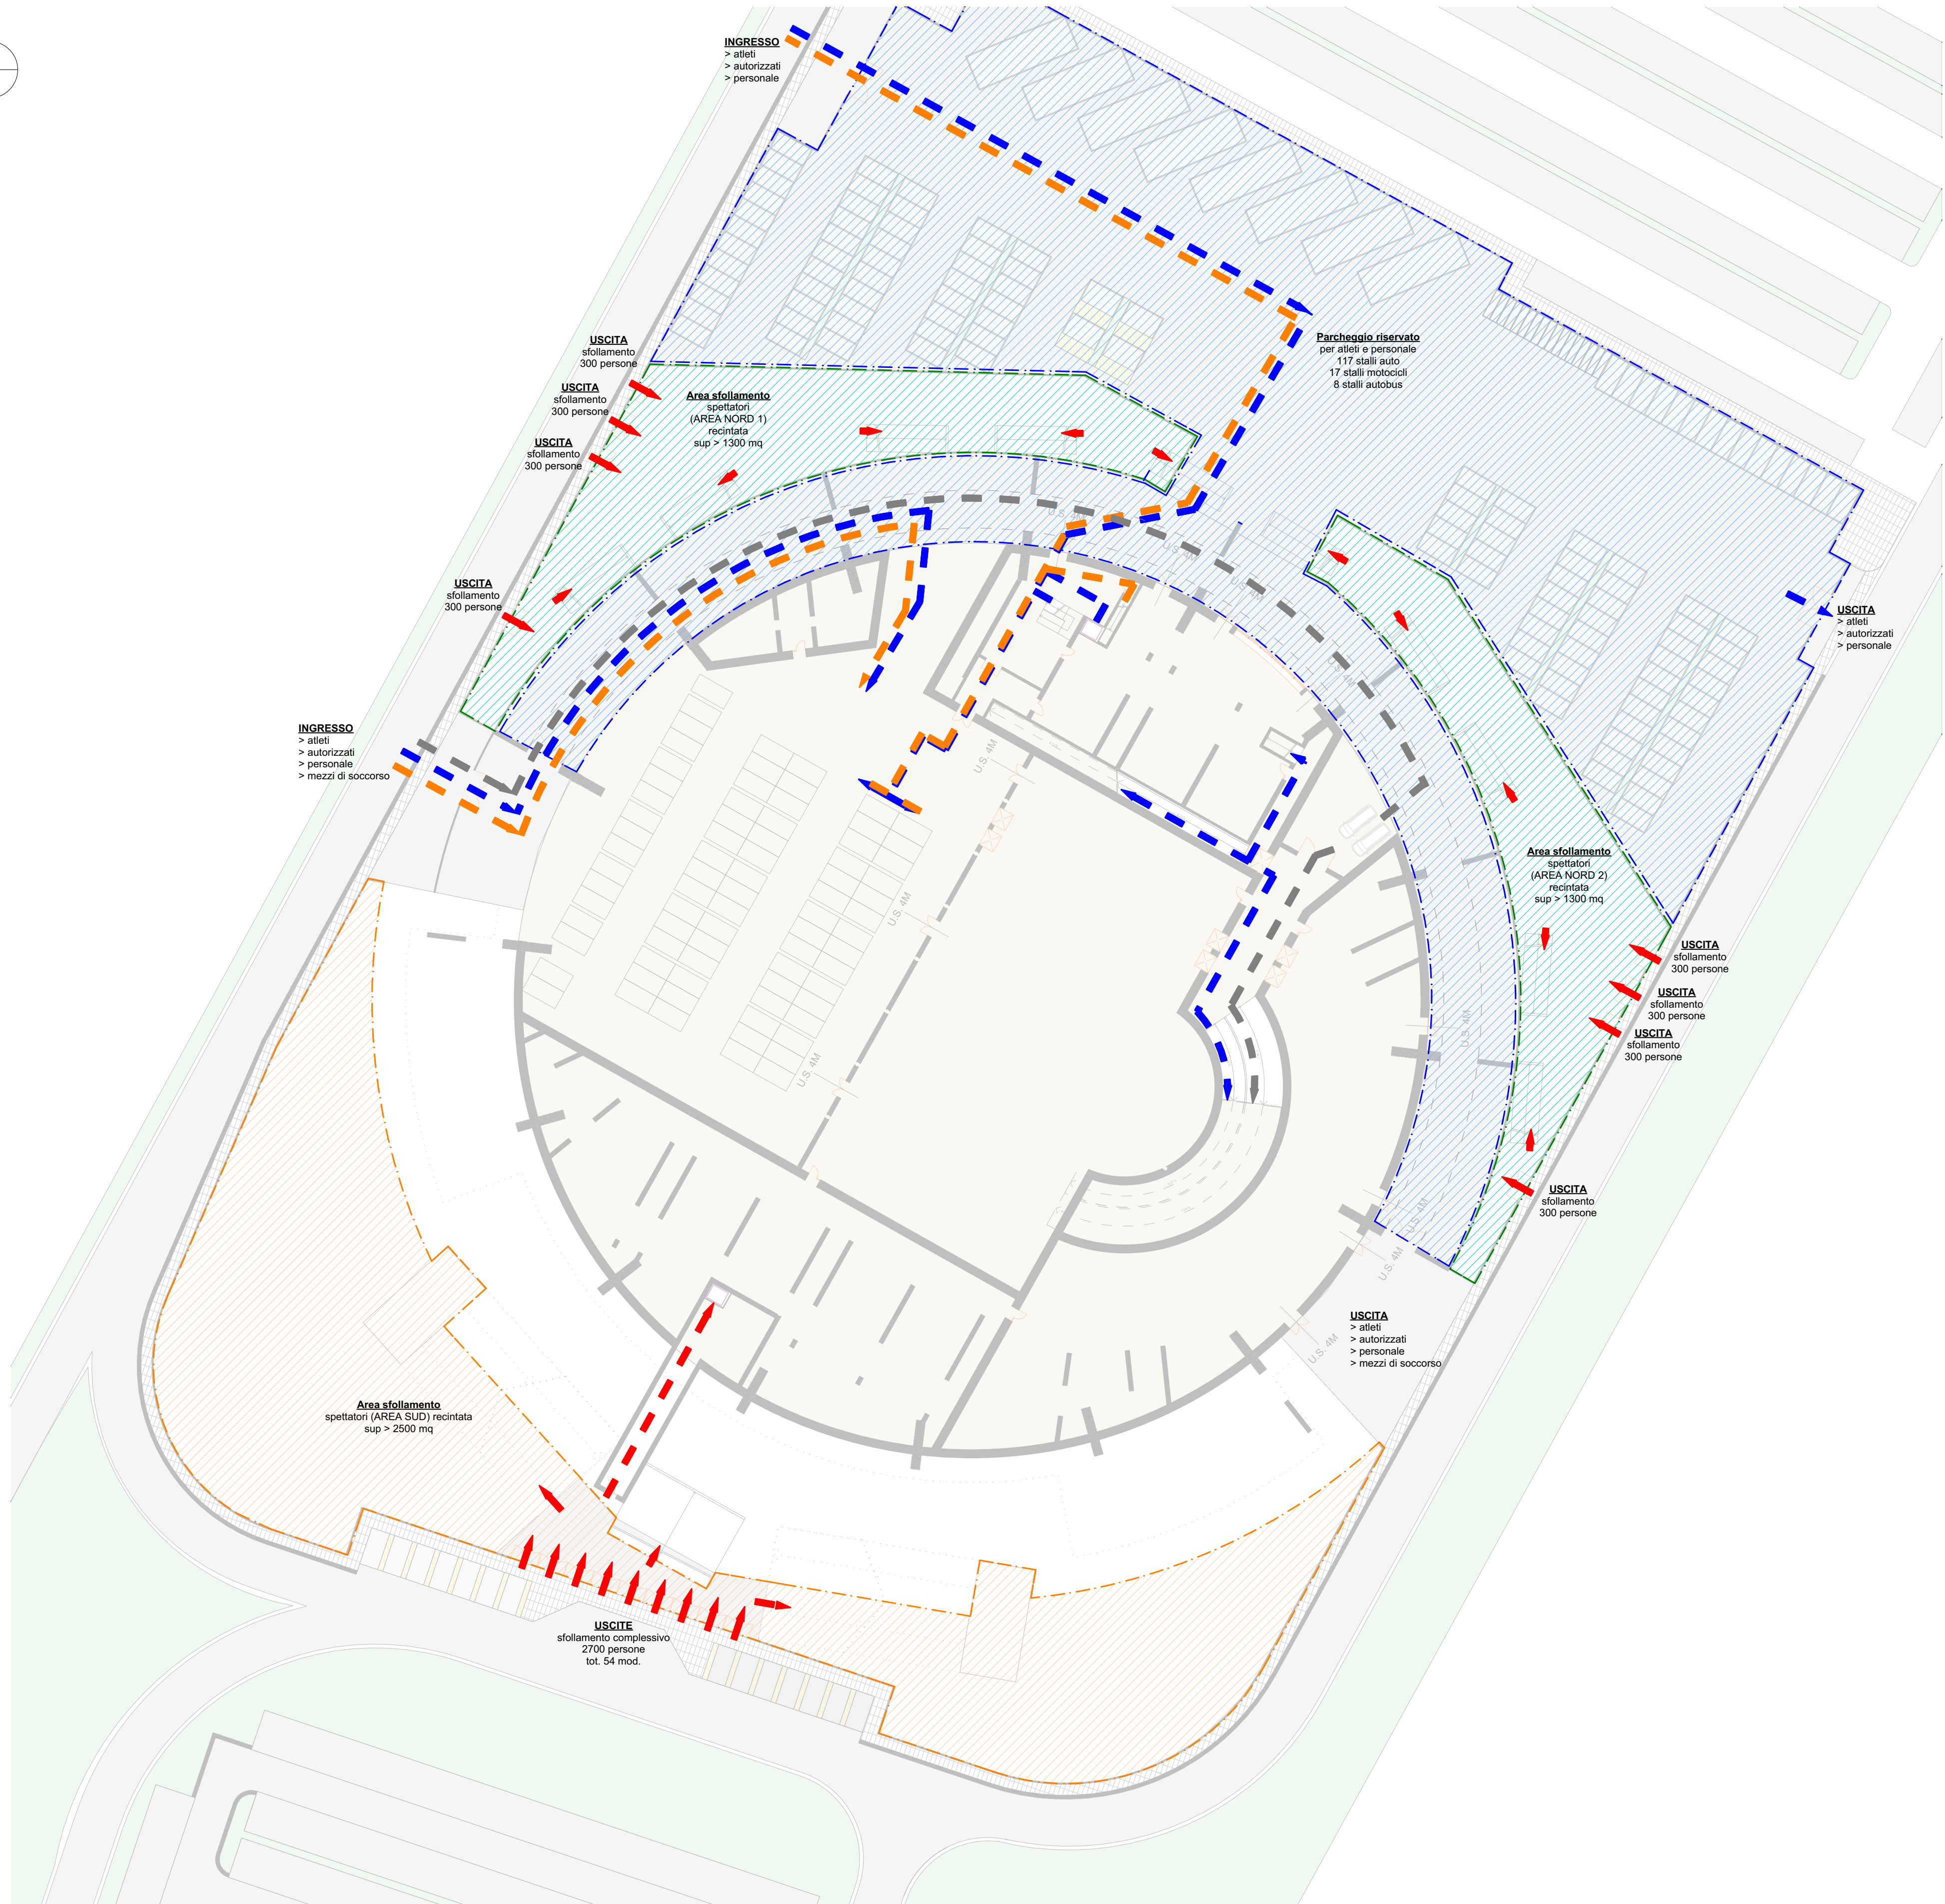 INGRESSO
> atleti
> autorizzati
> personale
USCITA
sfollamento
300 persone
USCITA
sfollamento
300 persone
USCITA
sfollamento
300 persone
Area sfollamento
spettatori
(AREA NORD 1)
recintata
sup > 1300 mq
Parcheggio riservato
per atleti e personale
117 stalli auto
17 stalli motocicli
8 stalli autobus
USCITA
sfollamento
300 persone
USCITA
> atleti
> autorizzati
> personale
INGRESSO
> atleti
> autorizzati
> personale
> mezzi di soccorso
U.S. 4M
U.S. 4M
U.S. 4M
U.S. 4M
U.S. 4M
U.S. 4M
Area sfollamento
spettatori
(AREA NORD 2)
recintata
sup > 1300 mq
USCITA
sfollamento
300 persone
USCITA
sfollamento
300 persone
USCITA
sfollamento
300 persone
U.S. 4M
U.S. 4M
USCITA
sfollamento
300 persone
U.S. 4M
U.S. 4M
U.S. 4M
USCITA
> atleti
> autorizzati
> personale
> mezzi di soccorso
Area sfollamento
spettatori (AREA SUD) recintata
sup > 2500 mq
USCITE
sfollamento complessivo
2700 persone
tot. 54 mod.